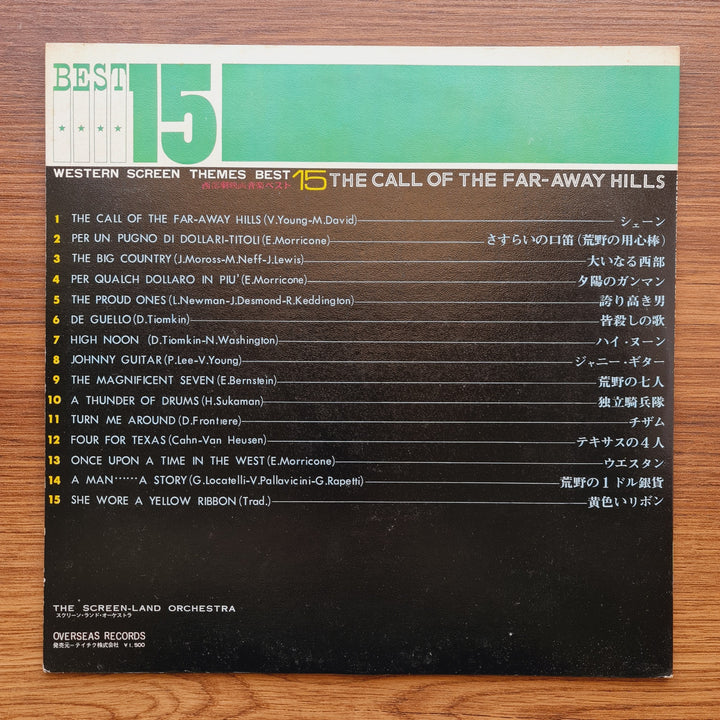 BEST 15
WESTERN SCREEN THEMES BEST 15 THE CALL OF THE FAR-AWAY HILLS
西部劇映画音楽ベスト
1 THE CALL OF THE FAR-AWAY HILLS (V.Young-M.David) シェーン
2 PER UN PUGNO DI DOLLARI-TITOLI (E.Morricone) さすらいの口笛 (荒野の用心棒)
3 THE BIG COUNTRY (J.Moross-M.Neff-J.Lewis) 大いなる西部
4 PER QUALCH DOLLARO IN PIU' (E.Morricone) 夕陽のガンマン
5 THE PROUD ONES (L.Newman-J.Desmond-R.Keddington) 誇り高き男
6 DE GUELLO (D.Tiomkin) 皆殺しの歌
7 HIGH NOON (D.Tiomkin-N.Washington) ハイ・ヌーン
8 JOHNNY GUITAR (P.Lee-V.Young) ジャニー・ギター
9 THE MAGNIFICENT SEVEN (E.Bernstein) 荒野の七人
10 A THUNDER OF DRUMS (H.Sukaman) 独立騎兵隊
11 TURN ME AROUND (D.Frontiere) チザム
12 FOUR FOR TEXAS (Cahn-Van Heusen) テキサスの4人
13 ONCE UPON A TIME IN THE WEST (E.Morricone) ウエスタン
14 A MAN……A STORY (G.Locatelli-V.Pallavicini-G.Rapetti) 荒野の1ドル銀貨
15 SHE WORE A YELLOW RIBBON (Trad.) 黄色いリボン
THE SCREEN-LAND ORCHESTRA
スクリーン・ランド・オーケストラ
OVERSEAS RECORDS
発売元-テイチク株式会社 ¥1,500